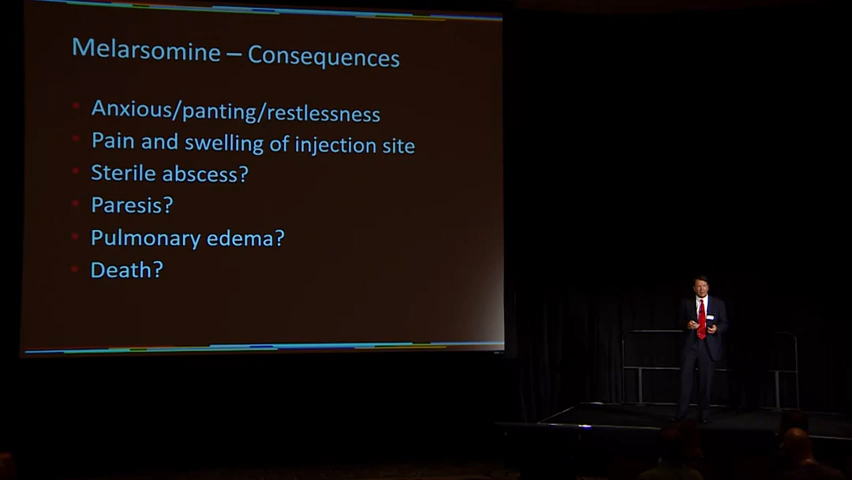 Melarsomine – Consequences
Anxious/panting/restlessness
Pain and swelling of injection site
Sterile abscess?
Paresis?
Pulmonary edema?
Death?